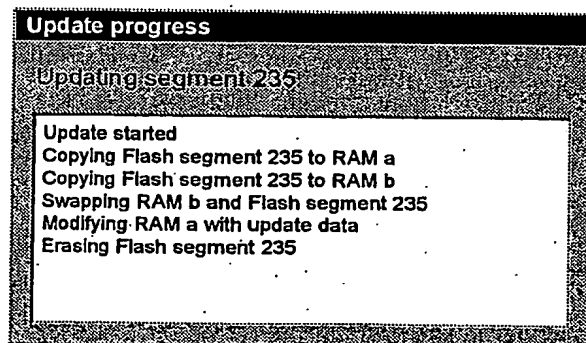 Update progress
Updating segment 235
Update started
Copying Flash segment 235 to RAM a
Copying Flash segment 235 to RAM b
Swapping RAM b and Flash segment 235
Modifying RAM a with update data
Erasing Flash segment 235